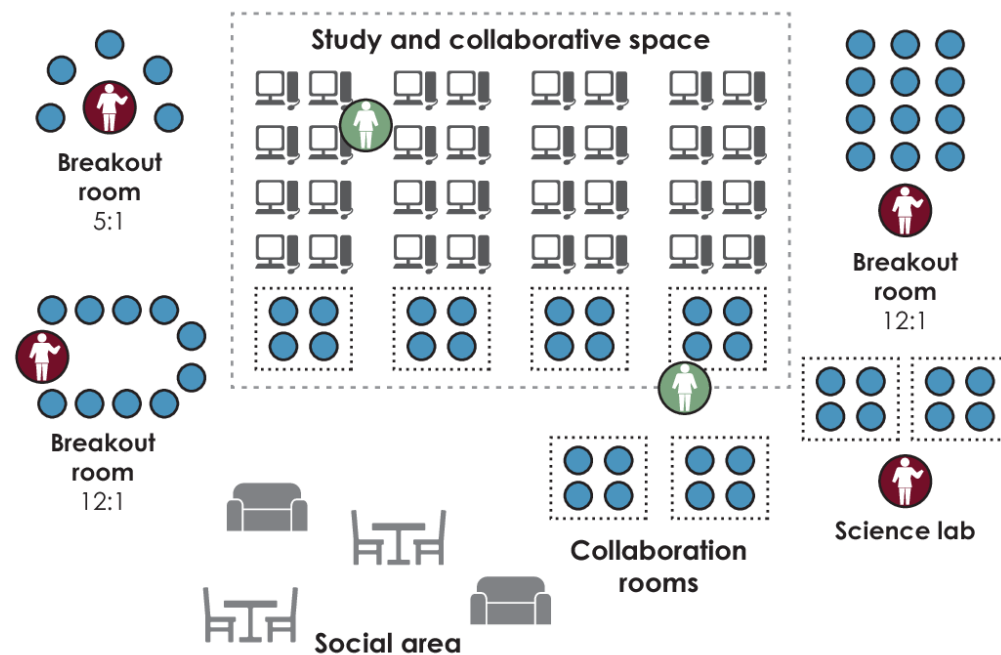 Study and collaborative space
Breakout
room
5:1
Breakout
room
12:1
Breakout
room
12:1
Science lab
Collaboration
rooms
Social area